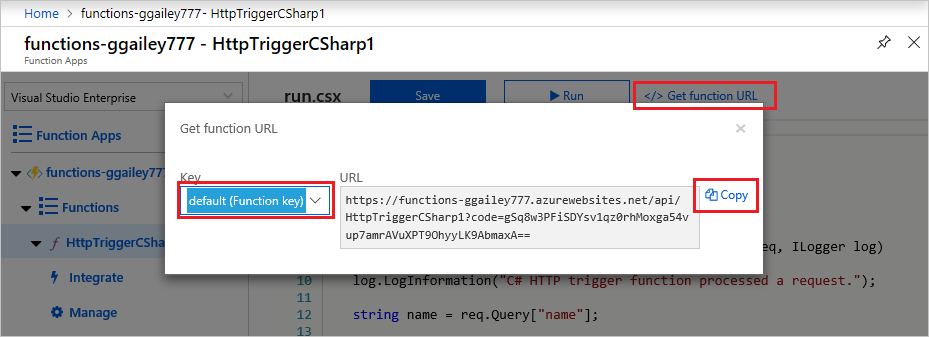 Home > functions-ggailey777 - HttpTriggerCSharp1
functions-ggailey777 - HttpTriggerCSharp1
Function Apps
Visual Studio Enterprise
run.csx
Save
Run
</> Get function URL
Function Apps
functions-ggailey777
Functions
HttpTriggerCSha
Integrate
Manage
Get function URL
Key
URL
default (Function key)
https://functions-ggailey777.azurewebsites.net/api/
HttpTriggerCSharp1?code=gSq8w3PFiSDYsv1qz0rhMoxga54v
up7amrAVuXPT9OhyyLK9AbmaxA==
Copy
eq, ILogger log)
10 log.LogInformation("C# HTTP trigger function processed a request.");
11
12 string name = req.Query["name"];
13